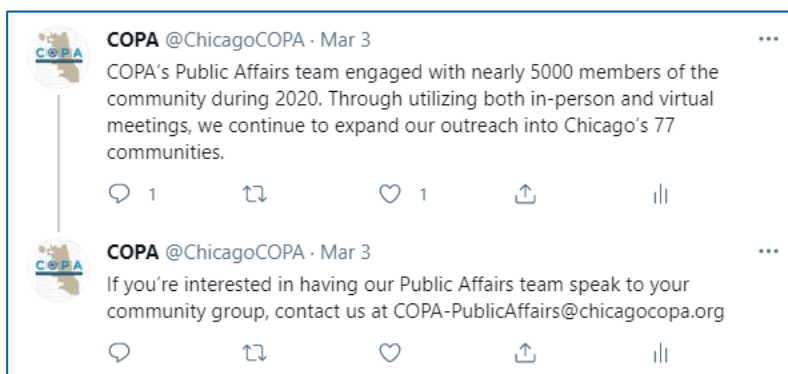 COPA @ChicagoCOPA · Mar 3
COPA's Public Affairs team engaged with nearly 5000 members of the
community during 2020. Through utilizing both in-person and virtual
meetings, we continue to expand our outreach into Chicago's 77
communities.
1 1
COPA @ChicagoCOPA · Mar 3
If you're interested in having our Public Affairs team speak to your
community group, contact us at COPA-PublicAffairs@chicagocopa.org
COPA
COPA